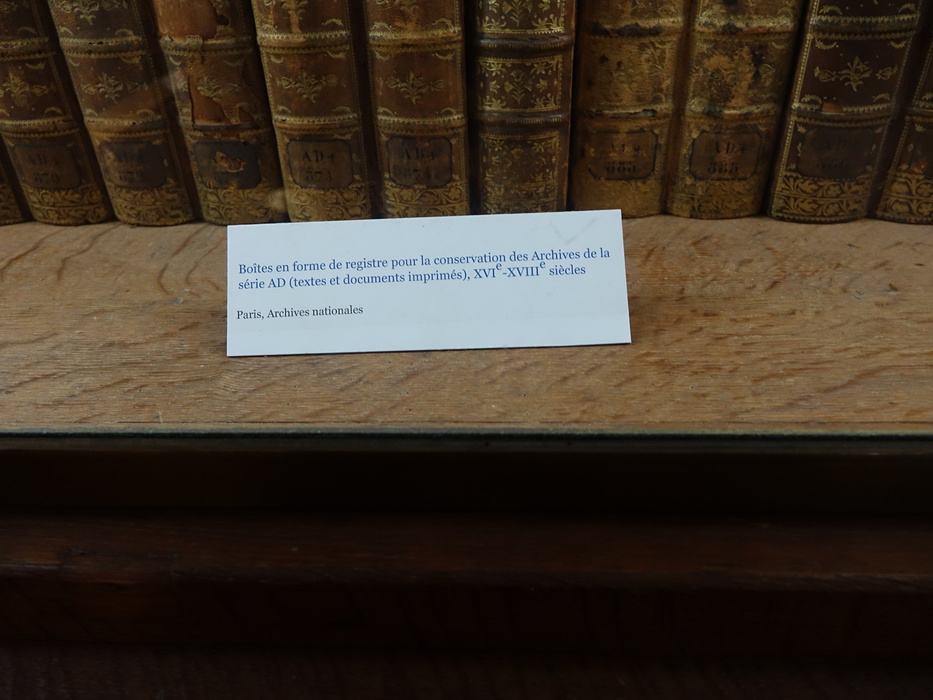 Boîtes en forme de registre pour la conservation des Archives de la
série AD (textes et documents imprimés), XVIe-XVIIIe siècles
Paris, Archives nationales